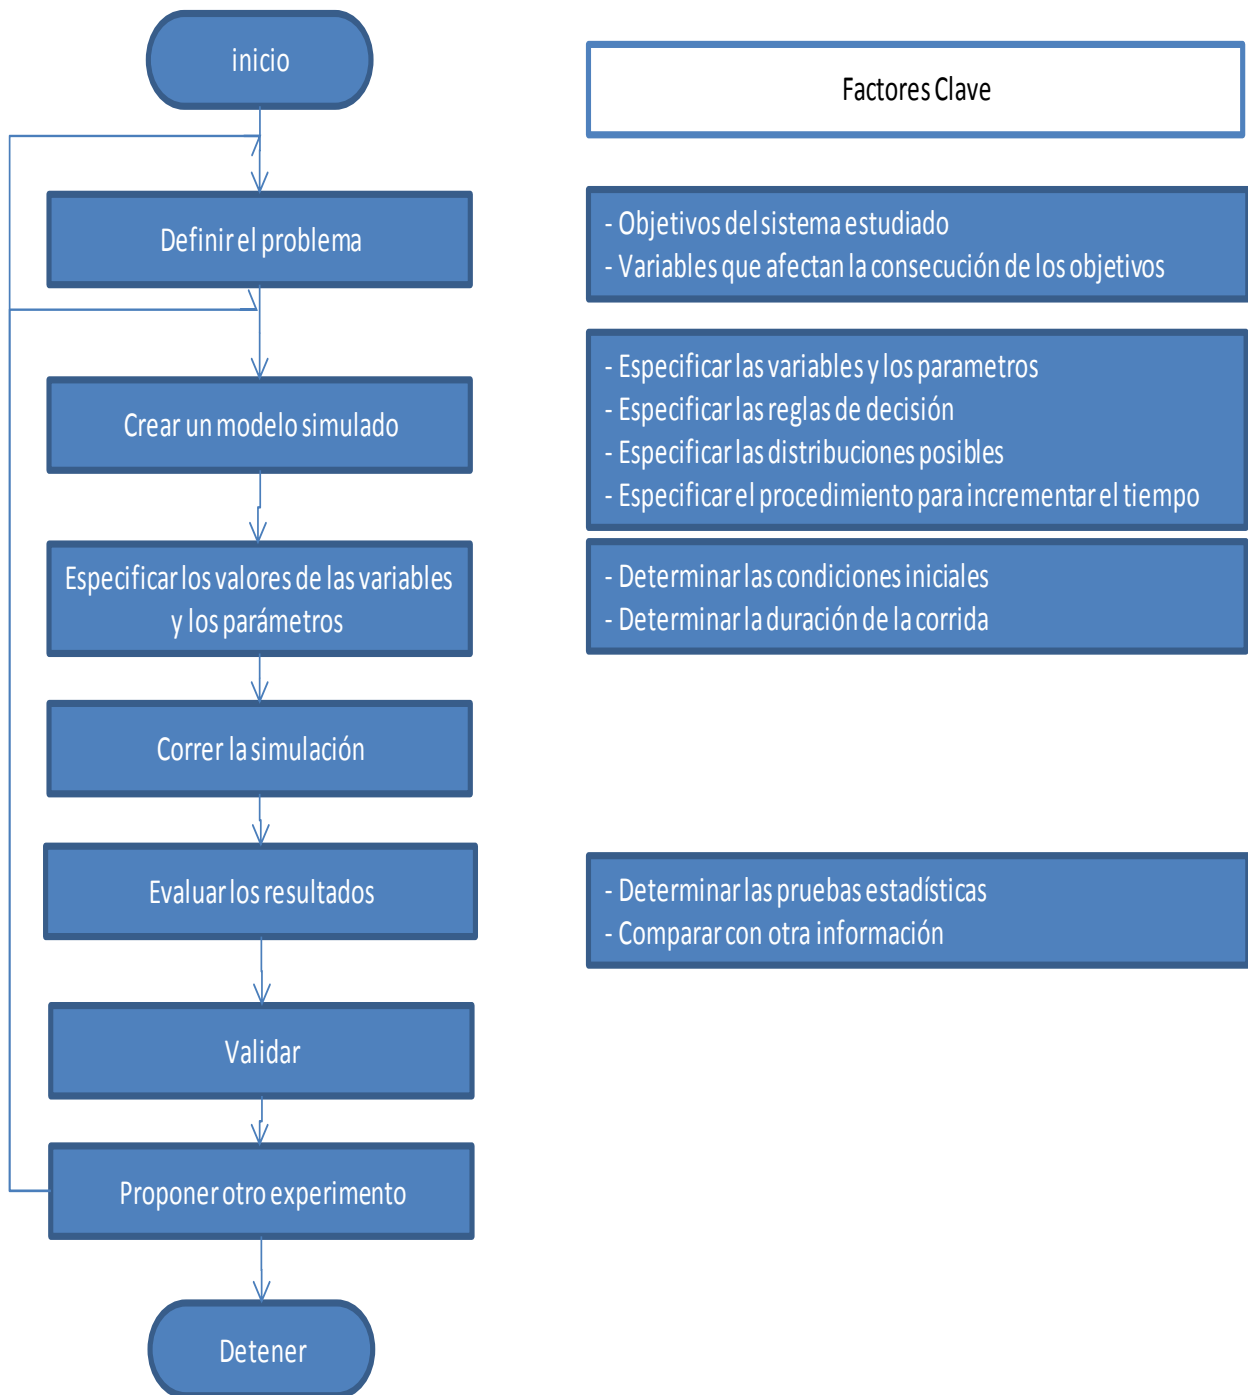 inicio
Factores Clave
Definir el problema
- Objetivos del sistema estudiado
- Variables que afectan la consecución de los objetivos
Crear un modelo simulado
- Especificar las variables y los parametros
- Especificar las reglas de decisión
- Especificar las distribuciones posibles
- Especificar el procedimiento para incrementar el tiempo
Especificar los valores de las variables
y los parámetros
- Determinar las condiciones iniciales
- Determinar la duración de la corrida
Correr la simulación
Evaluar los resultados
- Determinar las pruebas estadísticas
- Comparar con otra información
Validar
Proponer otro experimento
Detener